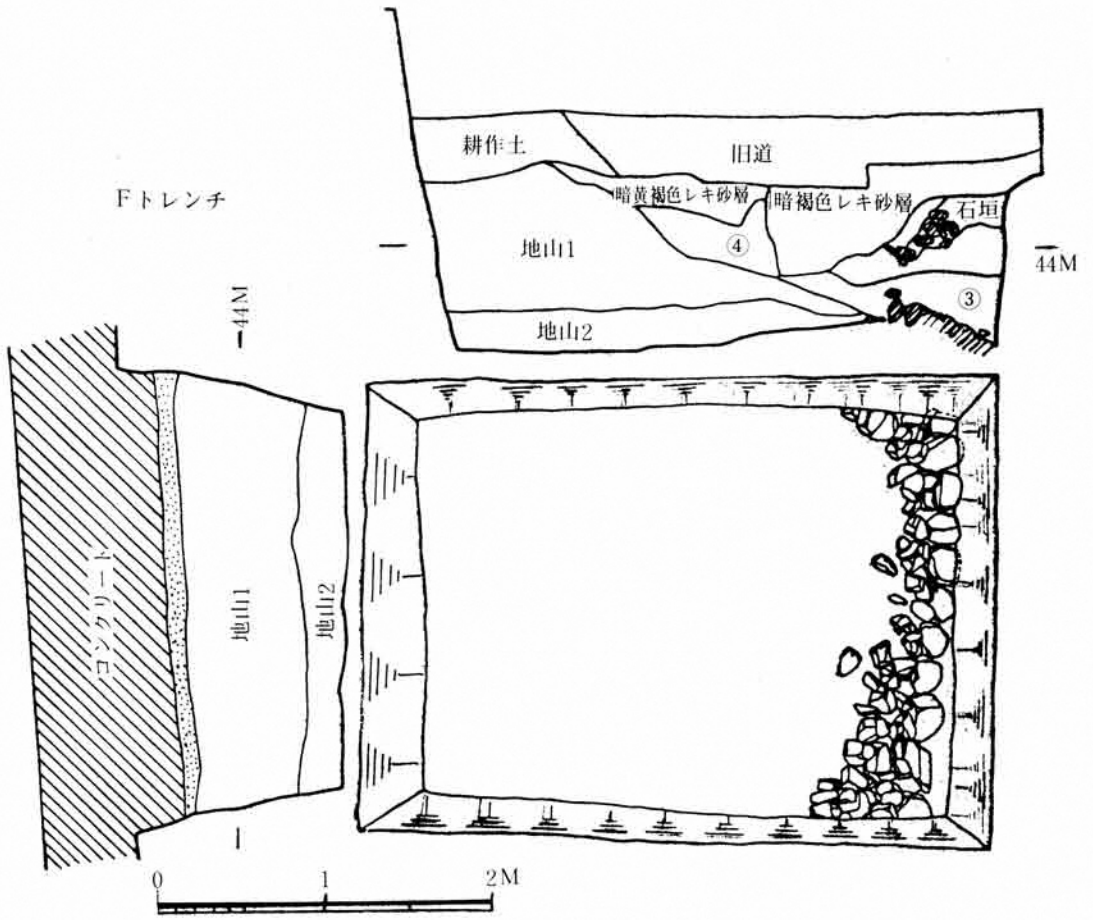 耕作土
旧道
Fトレンチ
暗黄褐色レキ砂層
暗褐色レキ砂層
石垣
地山1
④
44M
③
地山2
44M
コンクリート
地山1
地山2
0 1 2M